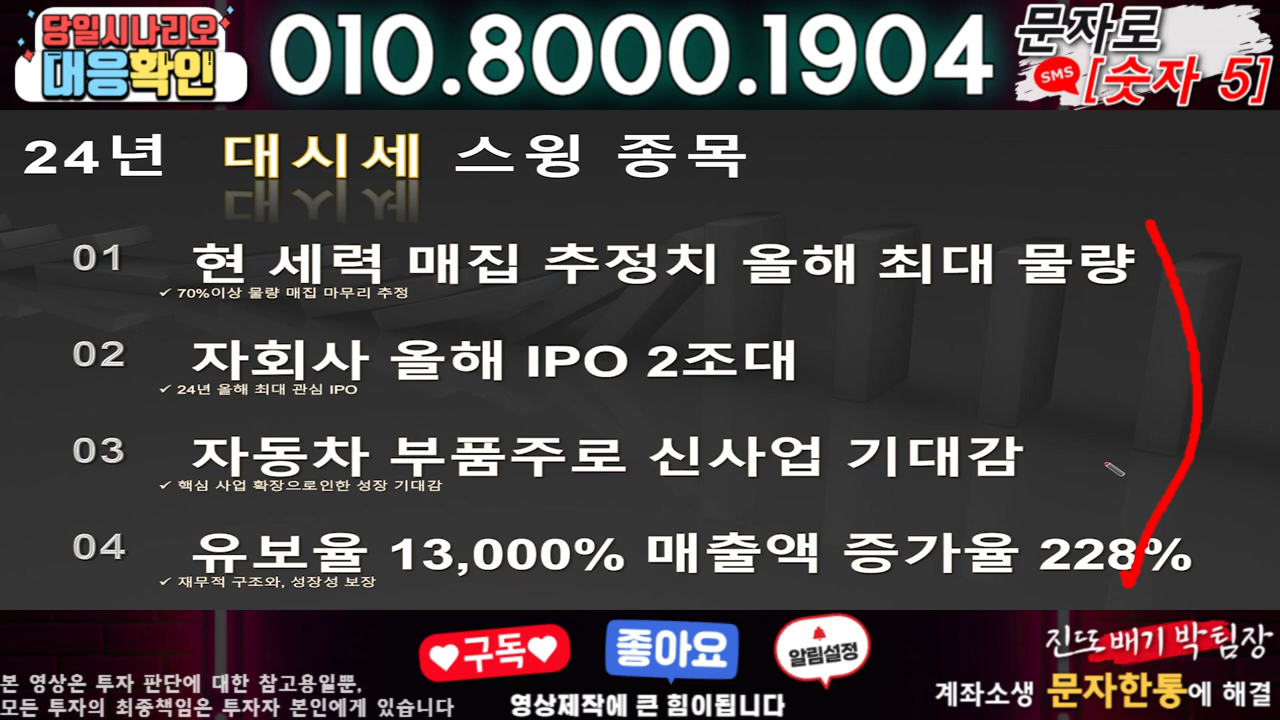 당일시나리오
대응확인
010.8000.1904
문자로
SMS [숫자 5]
24년 대시세 스윙 종목
01 현 세력 매집 추정치 올해 최대 물량
✓ 70%이상 물량 매집 마무리 추정
02 자회사 올해 IPO 2조대
✓ 24년 올해 최대 관심 IPO
03 자동차 부품주로 신사업 기대감
✓ 핵심 사업 확장으로인한 성장 기대감
04 유보율 13,000% 매출액 증가율 228%
✓ 재무적 구조와, 성장성 보장
구독
좋아요
알림설정
영상제작에 큰 힘이됩니다
본 영상은 투자 판단에 대한 참고용일뿐,
모든 투자의 최종책임은 투자자 본인에게 있습니다
진또배기 박팀장
계좌소생 문자한통에 해결